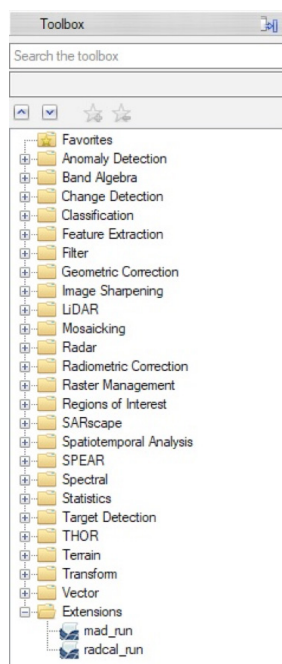 Toolbox
Search the toolbox
Favorites
Anomaly Detection
Band Algebra
Change Detection
Classification
Feature Extraction
Filter
Geometric Correction
Image Sharpening
LiDAR
Mosaicking
Radar
Radiometric Correction
Raster Management
Regions of Interest
SARscape
Spatiotemporal Analysis
SPEAR
Spectral
Statistics
Target Detection
THOR
Terrain
Transform
Vector
Extensions
mad_run
radcal_run